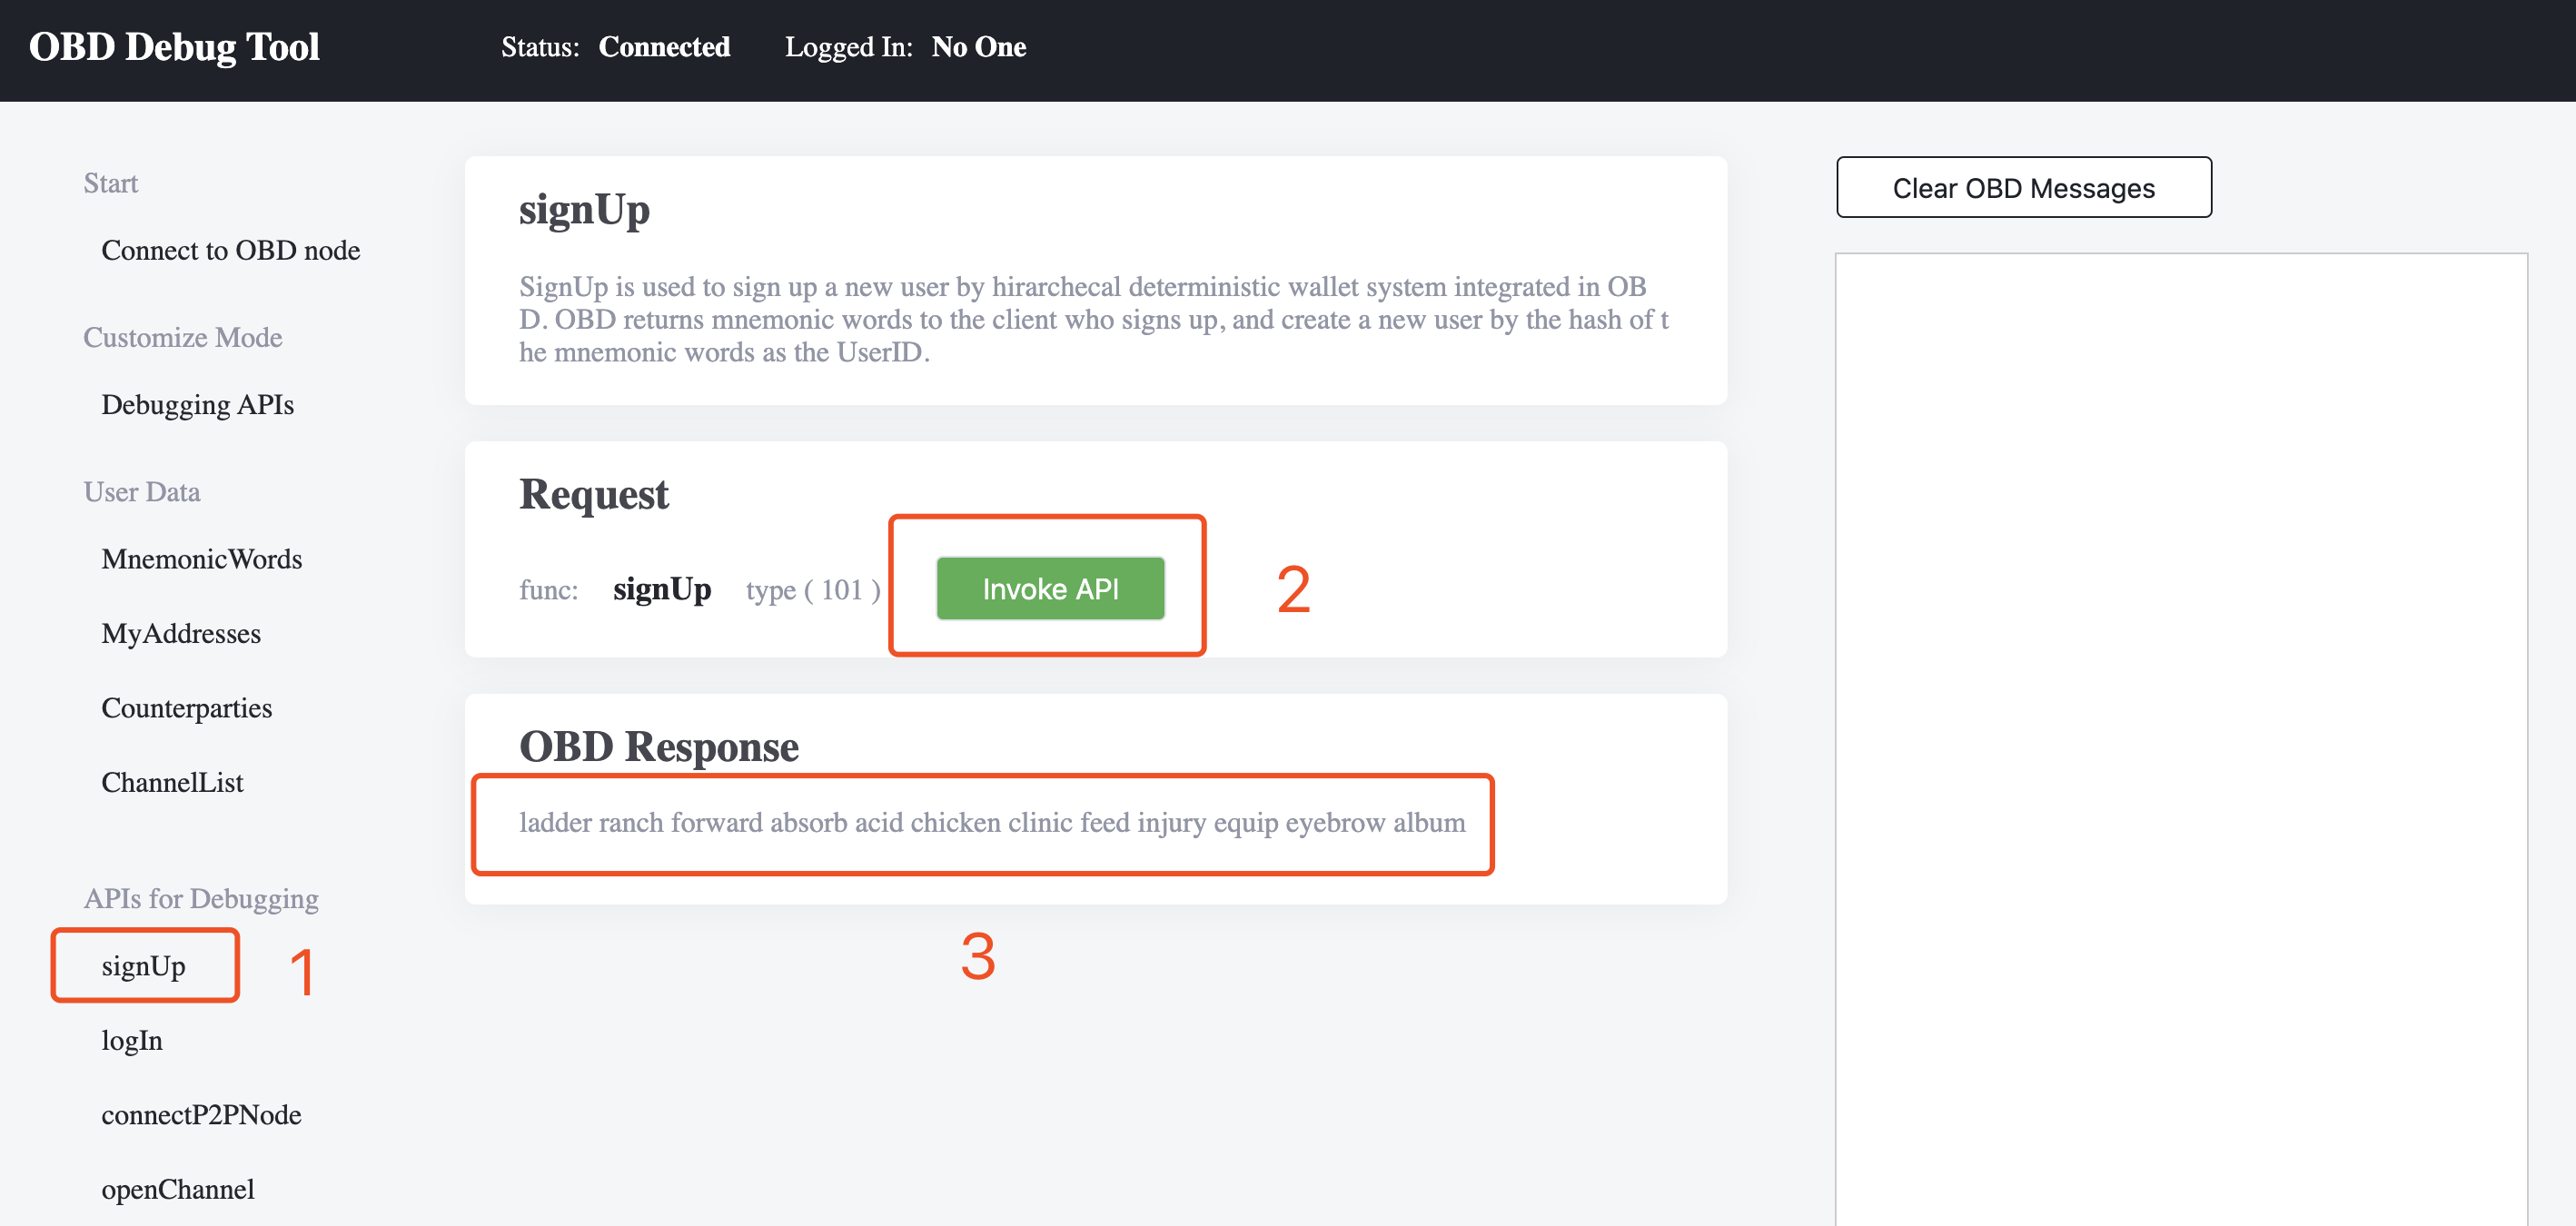 OBD Debug Tool
Status: Connected
Logged In: No One
Start
Connect to OBD node
Customize Mode
Debugging APIs
User Data
MnemonicWords
MyAddresses
Counterparties
ChannelList
APIs for Debugging
signUp
1
logIn
connectP2PNode
openChannel
signUp
SignUp is used to sign up a new user by hirarchecal deterministic wallet system integrated in OB
D. OBD returns mnemonic words to the client who signs up, and create a new user by the hash of t
he mnemonic words as the UserID.
Request
func: signUp type ( 101 ) Invoke API
2
OBD Response
ladder ranch forward absorb acid chicken clinic feed injury equip eyebrow album
3
Clear OBD Messages